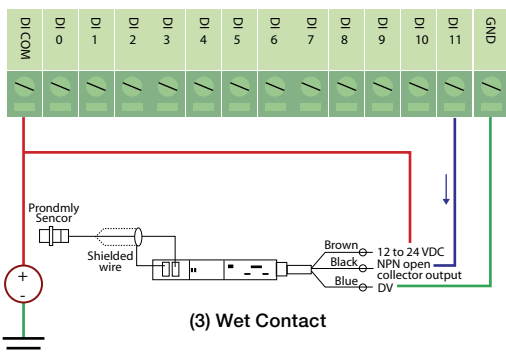 DI COM
DI 0
DI 1
DI 2
DI 3
DI 4
DI 5
DI 6
DI 7
DI 8
DI 9
DI 10
DI 11
GND
Prondmly
Sencor
Shielded
wire
Brown
12 to 24 VDC
Black
NPN open
collector output
Blue
DV
+
-
(3) Wet Contact